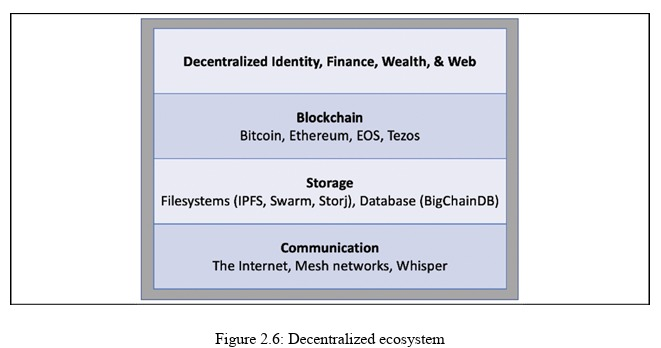 Decentralized Identity, Finance, Wealth, & Web
Blockchain
Bitcoin, Ethereum, EOS, Tezos
Storage
Filesystems (IPFS, Swarm, Storj), Database (BigChainDB)
Communication
The Internet, Mesh networks, Whisper
Figure 2.6: Decentralized ecosystem